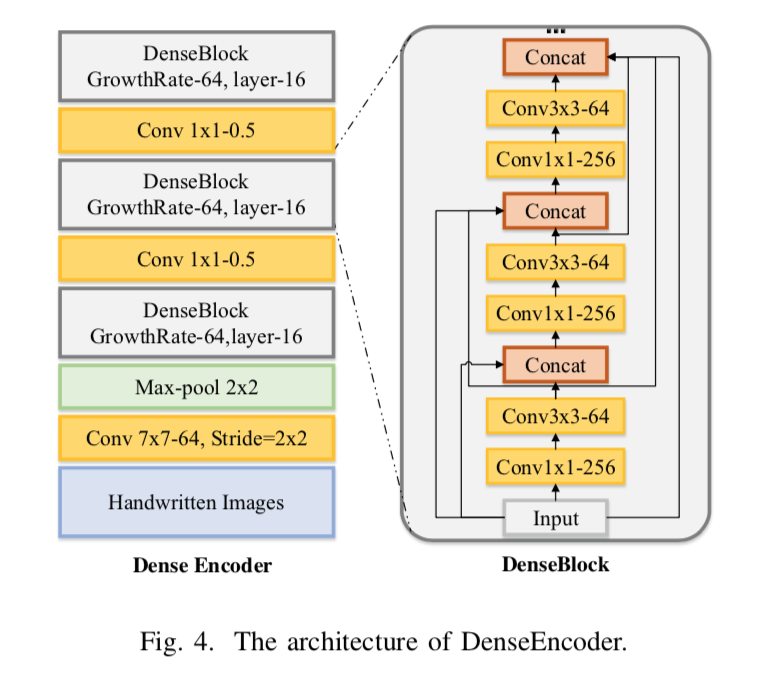 DenseBlock
GrowthRate-64, layer-16
Conv 1x1-0.5
DenseBlock
GrowthRate-64, layer-16
Conv 1x1-0.5
DenseBlock
GrowthRate-64,layer-16
Max-pool 2x2
Conv 7x7-64, Stride=2x2
Handwritten Images
Dense Encoder
...
Concat
Conv3x3-64
Conv1x1-256
Concat
Conv3x3-64
Conv1x1-256
Concat
Conv3x3-64
Conv1x1-256
Input
DenseBlock
Fig. 4. The architecture of DenseEncoder.